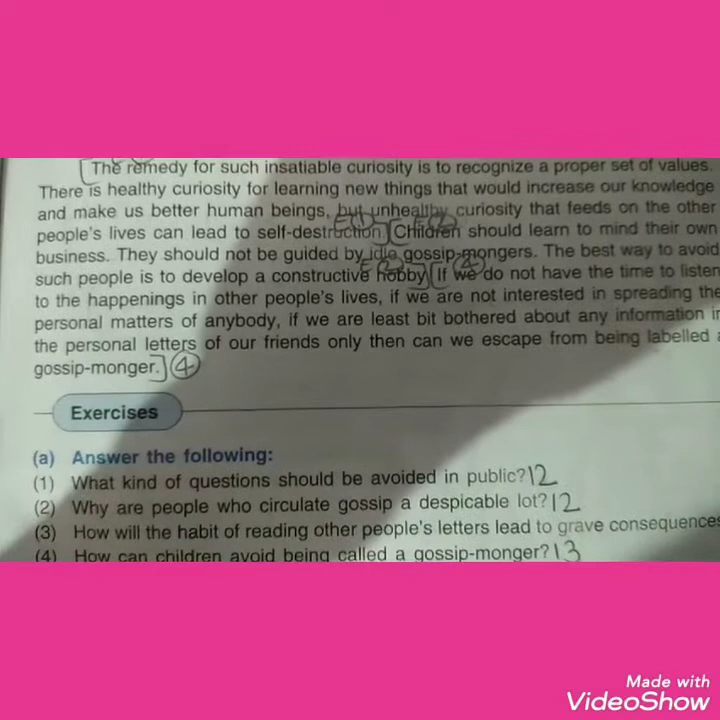 [The remedy for such insatiable curiosity is to recognize a proper set of values.
There is healthy curiosity for learning new things that would increase our knowledge
and make us better human beings, but unhealthy curiosity that feeds on the other
people's lives can lead to self-destruction.] [Children should learn to mind their own
business. They should not be guided by idle gossip-mongers. The best way to avoid
such people is to develop a constructive hobby.] [If we do not have the time to listen
to the happenings in other people's lives, if we are not interested in spreading the
personal matters of anybody, if we are least bit bothered about any information in
the personal letters of our friends only then can we escape from being labelled a
gossip-monger.] 4
Exercises
(a) Answer the following:
(1) What kind of questions should be avoided in public? 12
(2) Why are people who circulate gossip a despicable lot? 12
(3) How will the habit of reading other people's letters lead to grave consequences
(4) How can children avoid being called a gossip-monger? 13
Made with
VideoShow